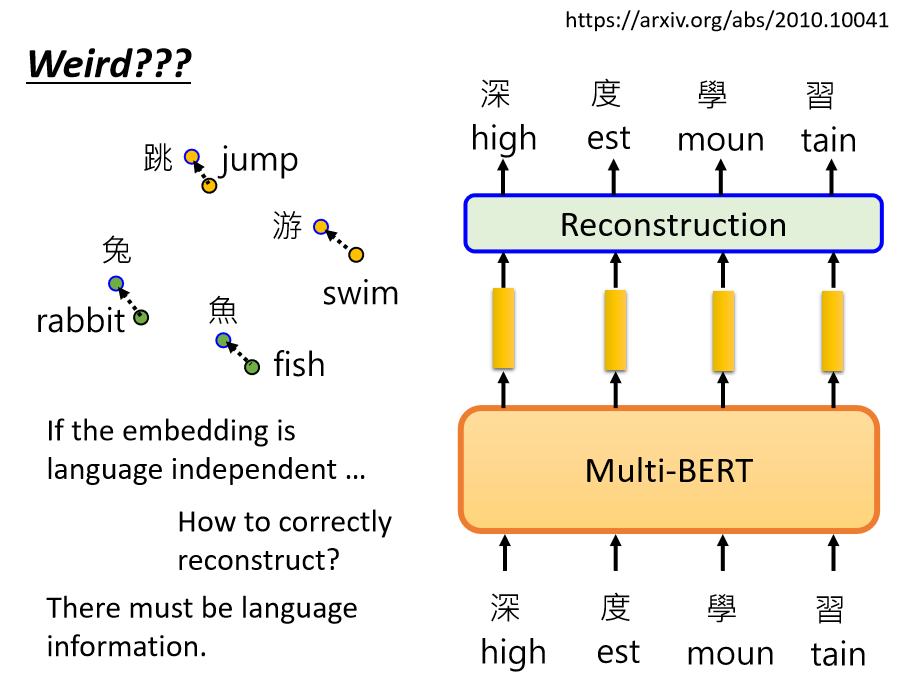 https://arxiv.org/abs/2010.10041
Weird???
跳 jump
游
swim
兔
rabbit
魚
fish
If the embedding is
language independent ...
How to correctly
reconstruct?
There must be language
information.
深 度 學 習
high est moun tain
Reconstruction
Multi-BERT
深 度 學 習
high est moun tain